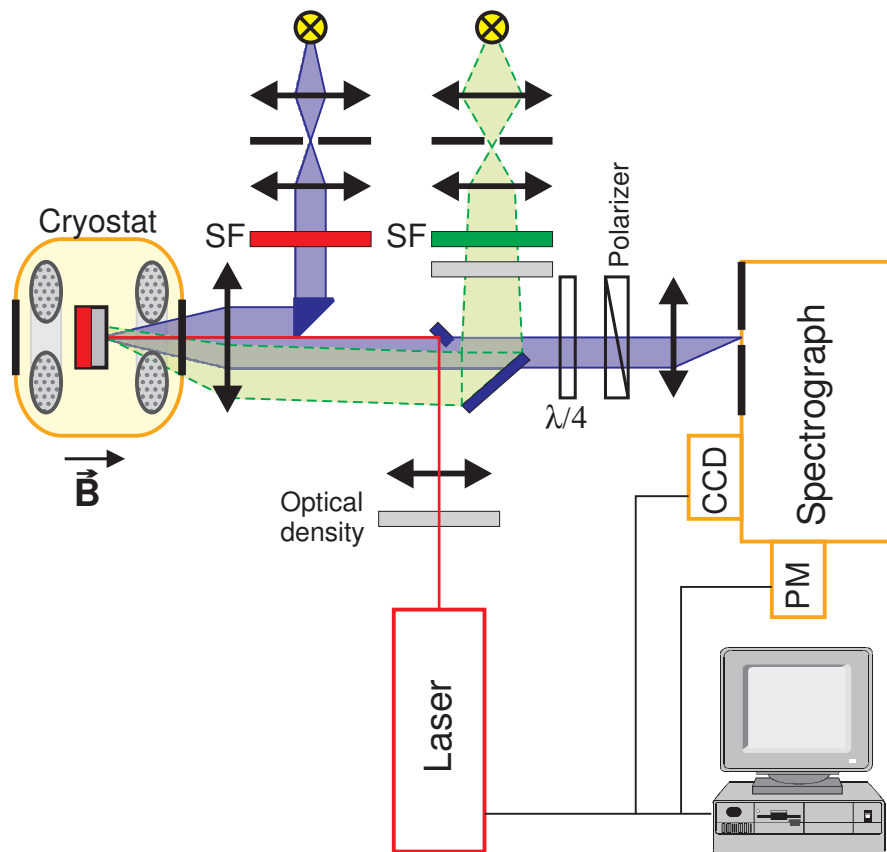 Cryostat
SF
SF
Polarizer
λ/4
B
Optical
density
Laser
CCD
PM
Spectrograph